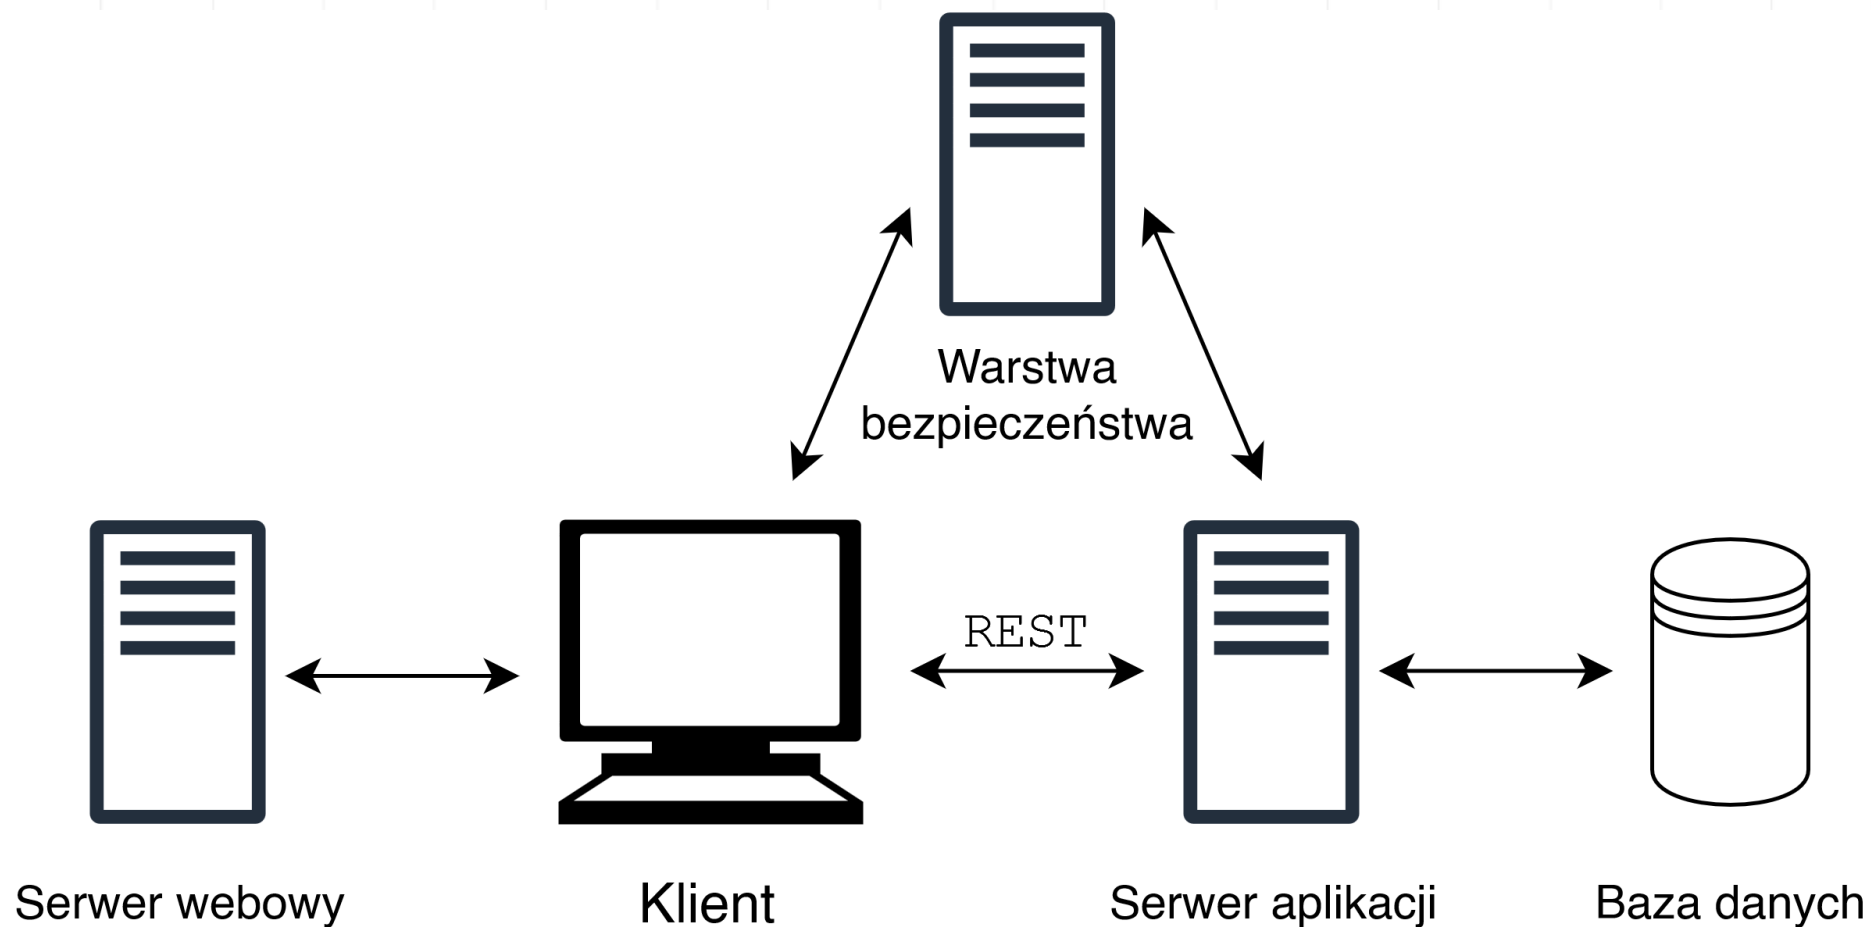 Warstwa
bezpieczeństwa
REST
Serwer webowy
Klient
Serwer aplikacji
Baza danych